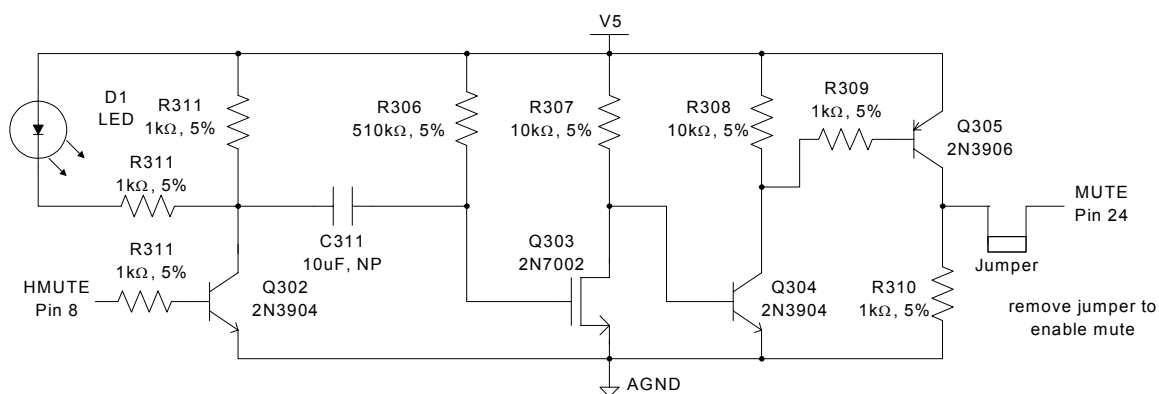 V5
D1
LED
R311
1kΩ, 5%
R306
510kΩ, 5%
R307
10kΩ, 5%
R308
10kΩ, 5%
R309
1kΩ, 5%
Q305
2N3906
R311
1kΩ, 5%
MUTE
Pin 24
C311
10uF, NP
Q303
2N7002
Jumper
R311
1kΩ, 5%
HMUTE
Pin 8
Q302
2N3904
Q304
2N3904
R310
1kΩ, 5%
remove jumper to
enable mute
AGND